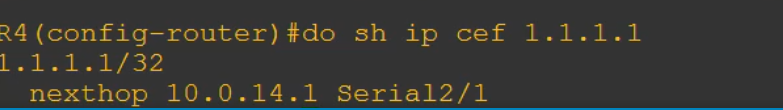 R4(config-router)#do sh ip cef 1.1.1.1
1.1.1.1/32
  nexthop 10.0.14.1 Serial2/1